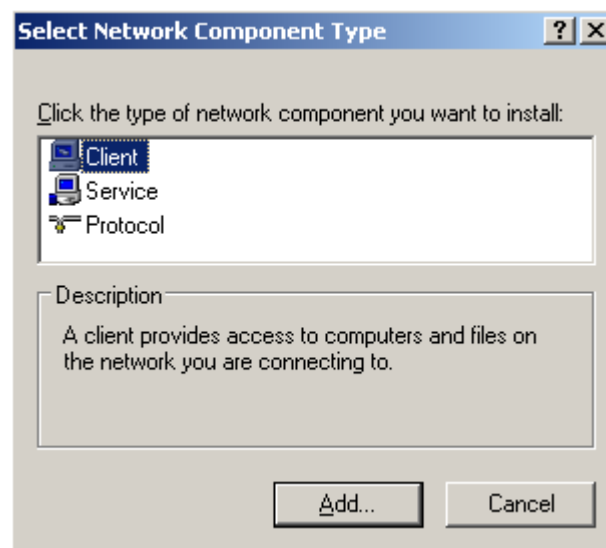 Select Network Component Type
Click the type of network component you want to install:
Client
Service
Protocol
Description
A client provides access to computers and files on
the network you are connecting to.
Add... Cancel